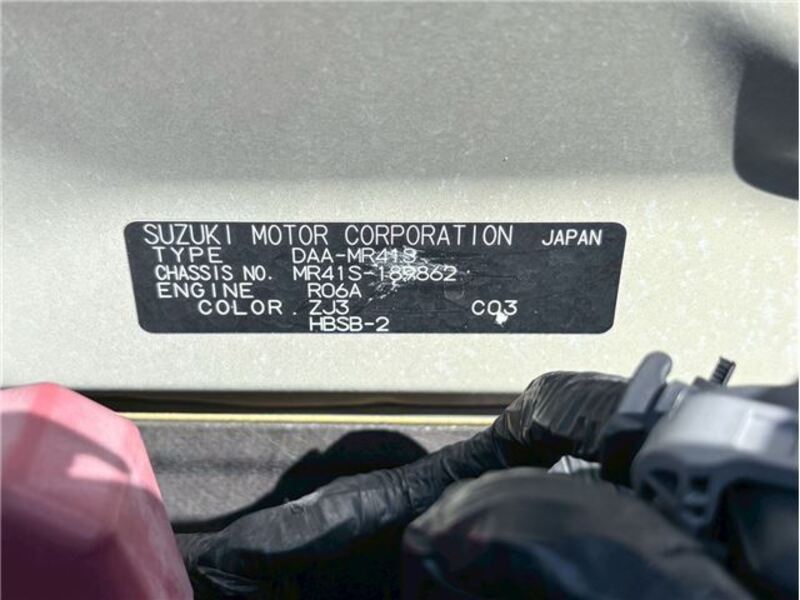 SUZUKI MOTOR CORPORATION JAPAN
TYPE DAA-MR41S
CHASSIS NO. MR41S-189862
ENGINE R06A
COLOR ZJ3 C03
HBSB-2